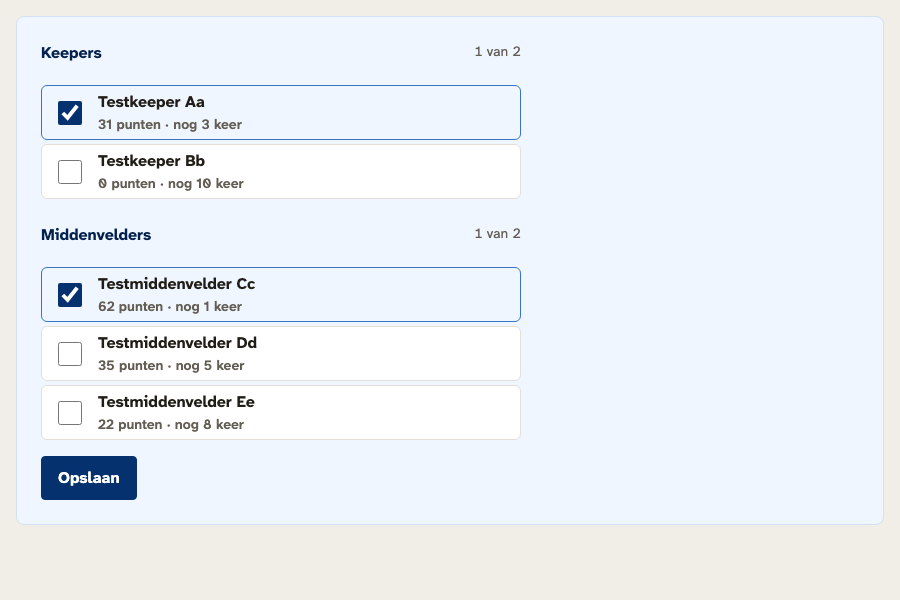 Keepers 1 van 2
Testkeeper Aa
31 punten · nog 3 keer
Testkeeper Bb
0 punten · nog 10 keer
Middenvelders 1 van 2
Testmiddenvelder Cc
62 punten · nog 1 keer
Testmiddenvelder Dd
35 punten · nog 5 keer
Testmiddenvelder Ee
22 punten · nog 8 keer
Opslaan